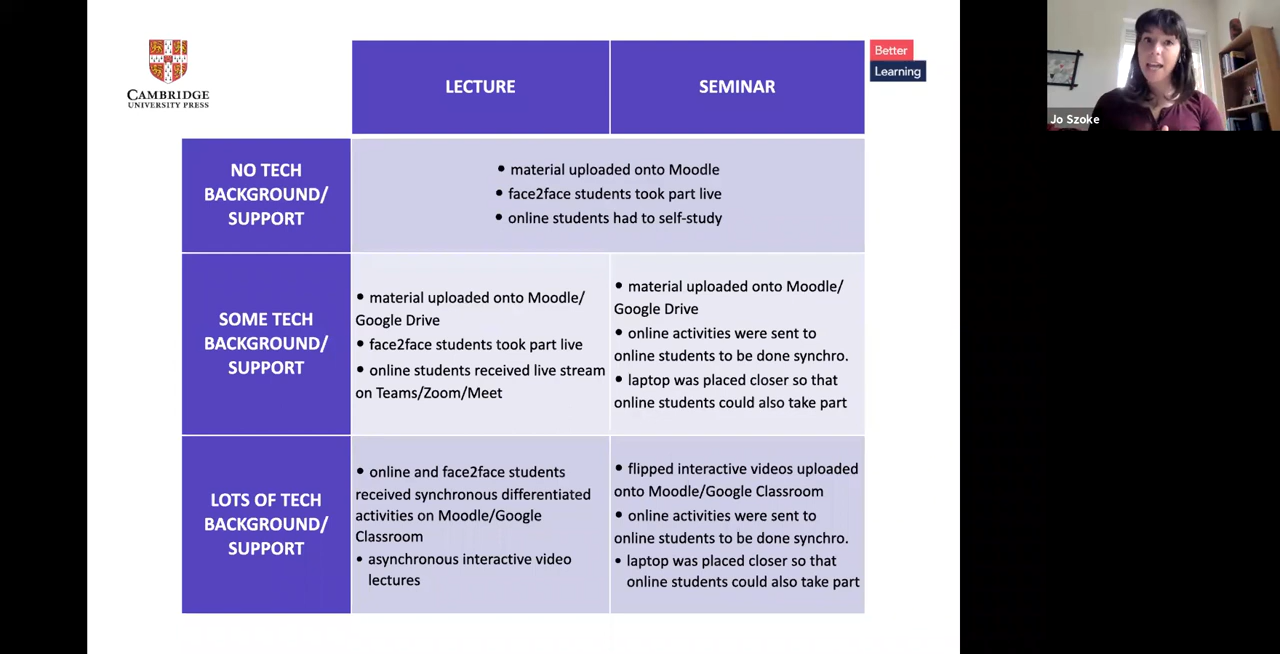 CAMBRIDGE
UNIVERSITY PRESS
LECTURE
SEMINAR
Better
Learning
Jo Szoke
NO TECH
BACKGROUND/
SUPPORT
• material uploaded onto Moodle
• face2face students took part live
• online students had to self-study
SOME TECH
BACKGROUND/
SUPPORT
• material uploaded onto Moodle/
Google Drive
• face2face students took part live
• online students received live stream
on Teams/Zoom/Meet
• material uploaded onto Moodle/
Google Drive
• online activities were sent to
online students to be done synchro.
• laptop was placed closer so that
online students could also take part
LOTS OF TECH
BACKGROUND/
SUPPORT
• online and face2face students
received synchronous differentiated
activities on Moodle/Google
Classroom
• asynchronous interactive video
lectures
• flipped interactive videos uploaded
onto Moodle/Google Classroom
• online activities were sent to
online students to be done synchro.
• laptop was placed closer so that
online students could also take part